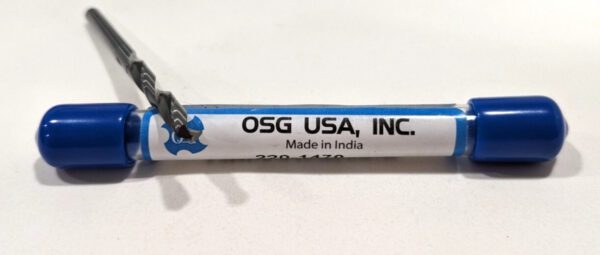 OSG USA, INC.
Made in India